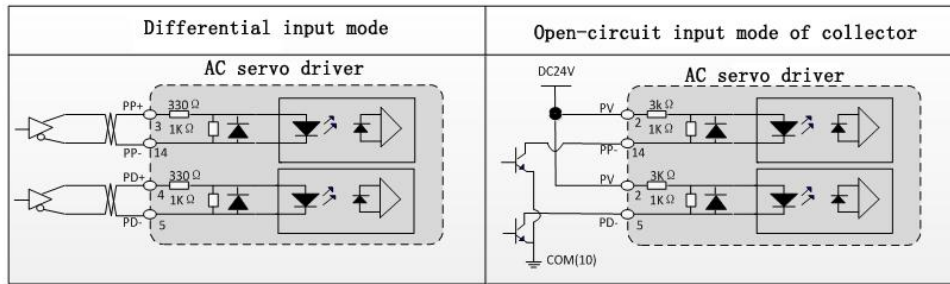 Differential input mode
Open-circuit input mode of collector
AC servo driver
PP+
330Ω
3
1KΩ
PP-
14
PD+
330Ω
4
1KΩ
PD-
5
DC24V
AC servo driver
PV
3kΩ
2
1KΩ
PP-
14
PV
3KΩ
2
1KΩ
PD-
5
COM(10)